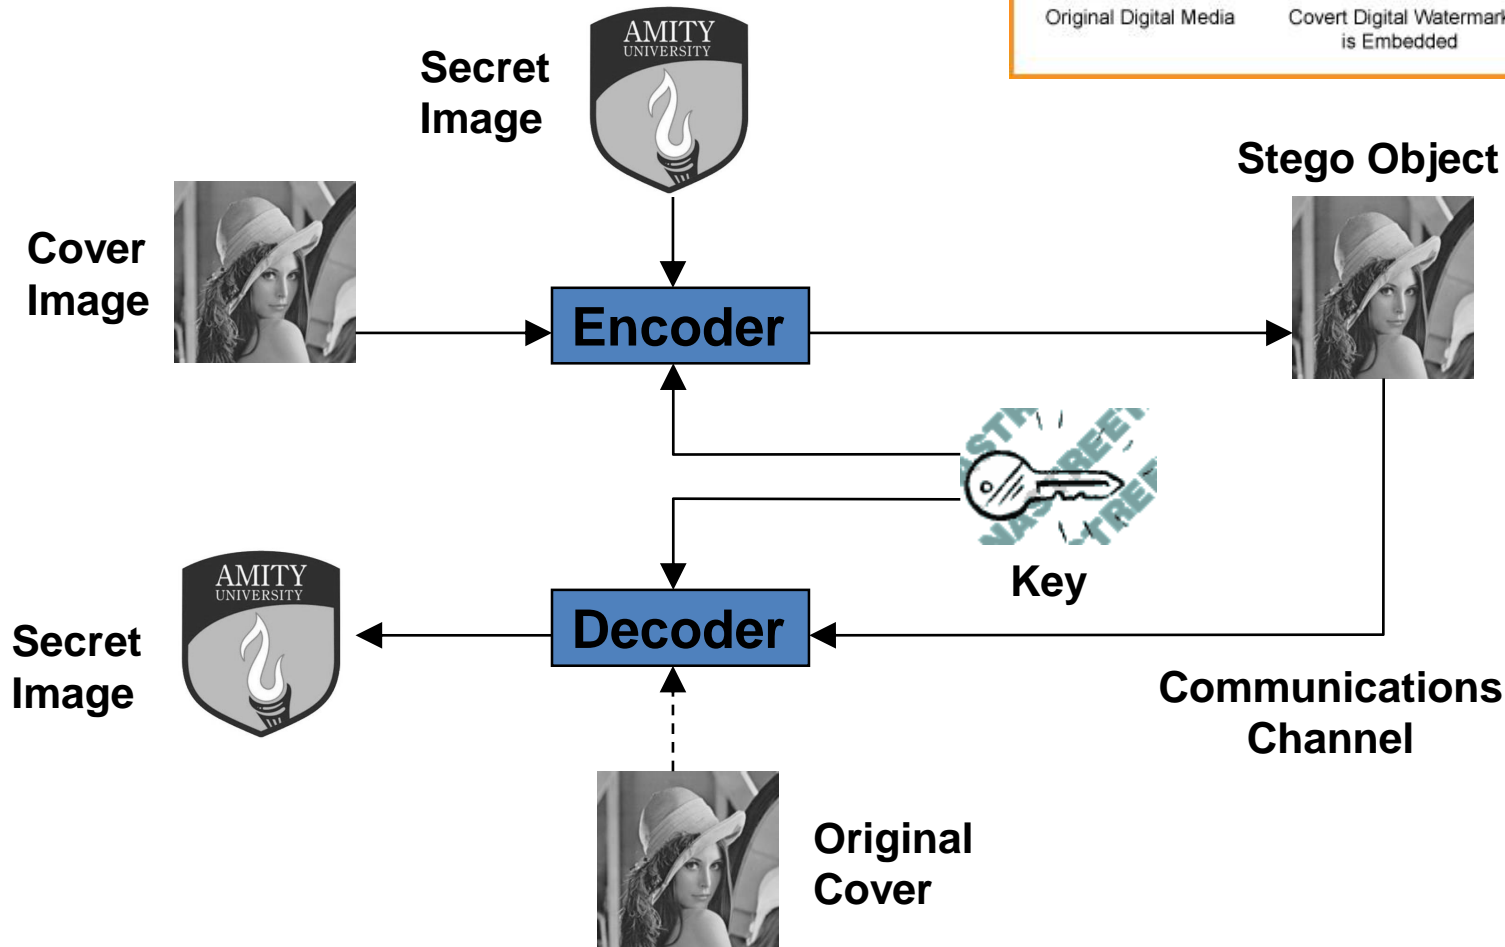 Original Digital Media
Covert Digital Watermark
is Embedded
AMITY
UNIVERSITY
Secret
Image
Stego Object
Cover
Image
Encoder
Key
AMITY
UNIVERSITY
Secret
Image
Decoder
Communications
Channel
Original
Cover